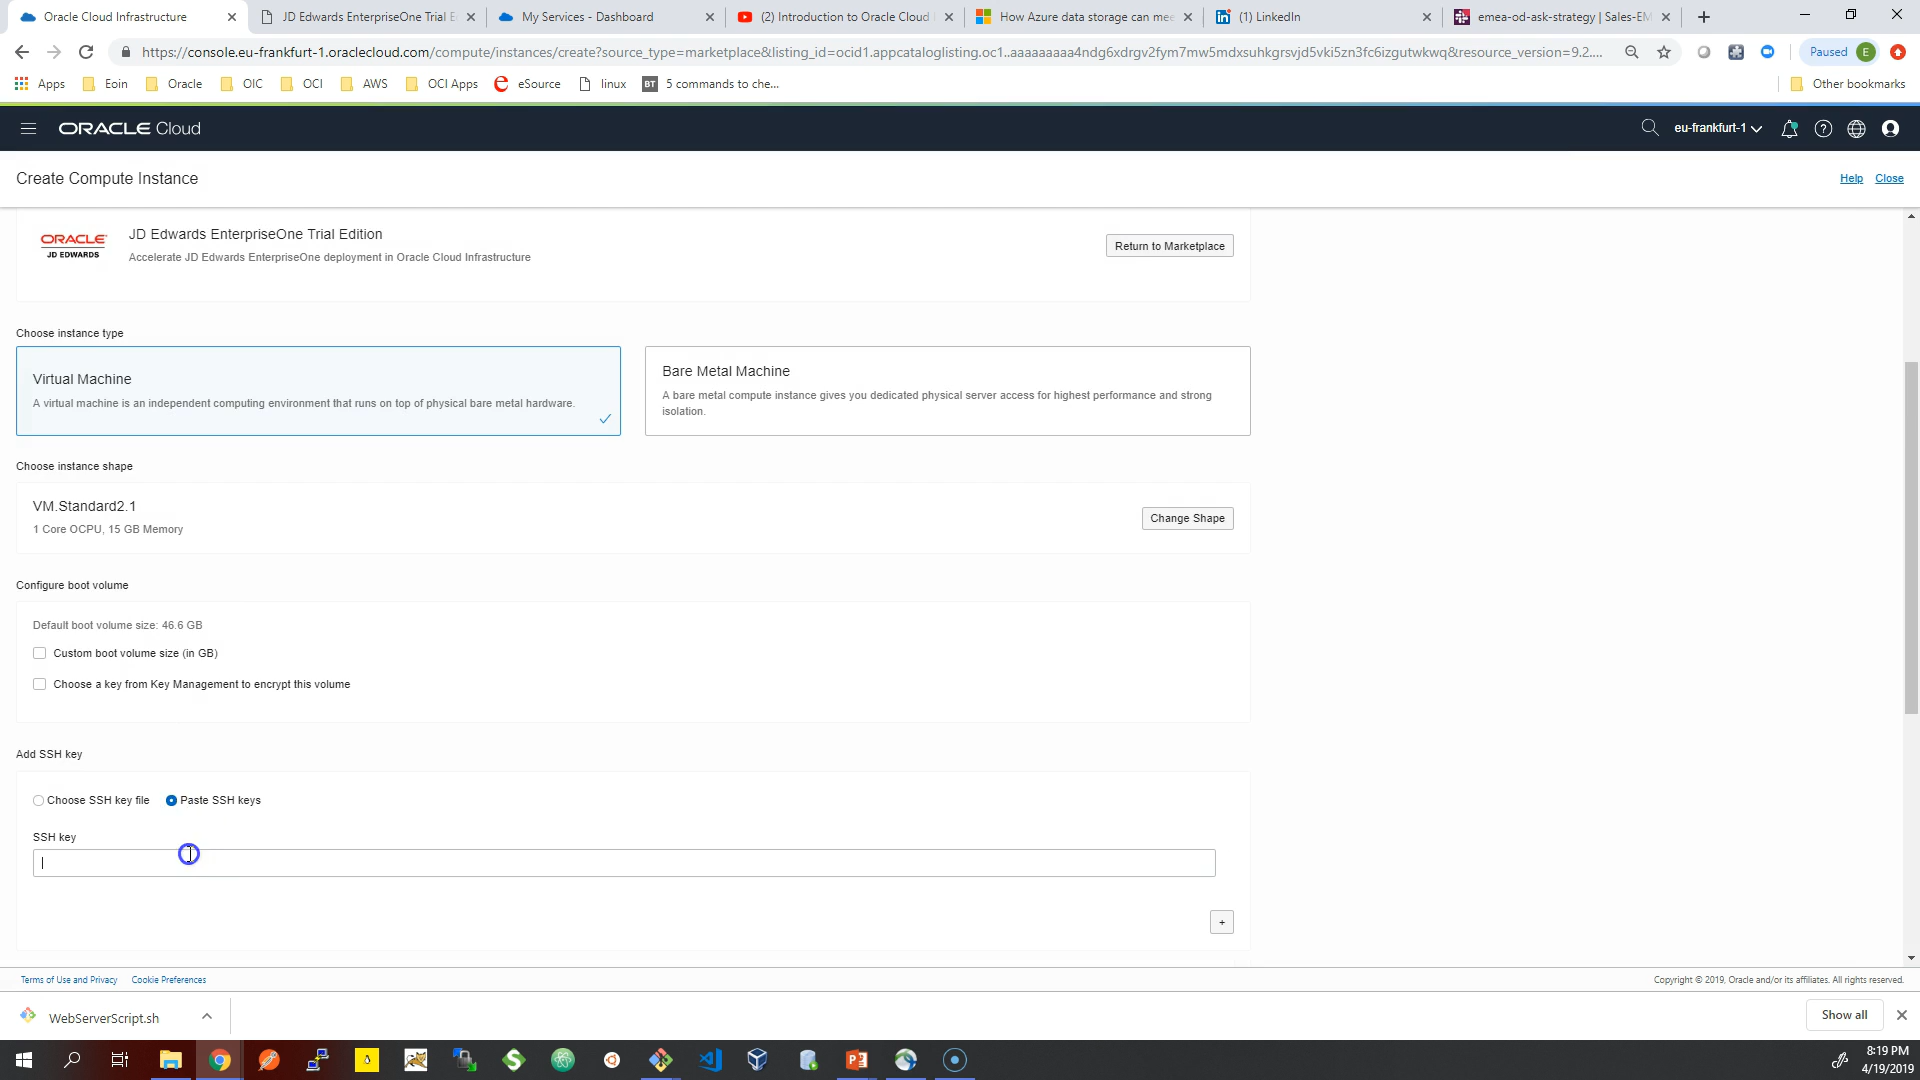 Oracle Cloud Infrastructure
JD Edwards EnterpriseOne Trial E
My Services - Dashboard
(2) Introduction to Oracle Cloud
How Azure data storage can mee
(1) LinkedIn
emea-od-ask-strategy | Sales-EM
https://console.eu-frankfurt-1.oraclecloud.com/compute/instances/create?source_type=marketplace&listing_id=ocid1.appcataloglisting.oc1..aaaaaaaaa4ndg6xdrgv2fym7mw5mdxsuhkgrsvjd5vki5zn3fc6izgutwkwq&resource_version=9.2....
Paused E
Apps Eoin Oracle OIC OCI AWS OCI Apps eSource linux BT 5 commands to che... Other bookmarks
ORACLE Cloud
eu-frankfurt-1
Create Compute Instance
Help Close
ORACLE
JD EDWARDS
JD Edwards EnterpriseOne Trial Edition
Accelerate JD Edwards EnterpriseOne deployment in Oracle Cloud Infrastructure
Return to Marketplace
Choose instance type
Virtual Machine
A virtual machine is an independent computing environment that runs on top of physical bare metal hardware.
Bare Metal Machine
A bare metal compute instance gives you dedicated physical server access for highest performance and strong
isolation.
Choose instance shape
VM.Standard2.1
1 Core OCPU, 15 GB Memory
Change Shape
Configure boot volume
Default boot volume size: 46.6 GB
Custom boot volume size (in GB)
Choose a key from Key Management to encrypt this volume
Add SSH key
Choose SSH key file Paste SSH keys
SSH key
+
Terms of Use and Privacy Cookie Preferences
Copyright © 2019, Oracle and/or its affiliates. All rights reserved.
WebServerScript.sh
Show all
8:19 PM
4/19/2019